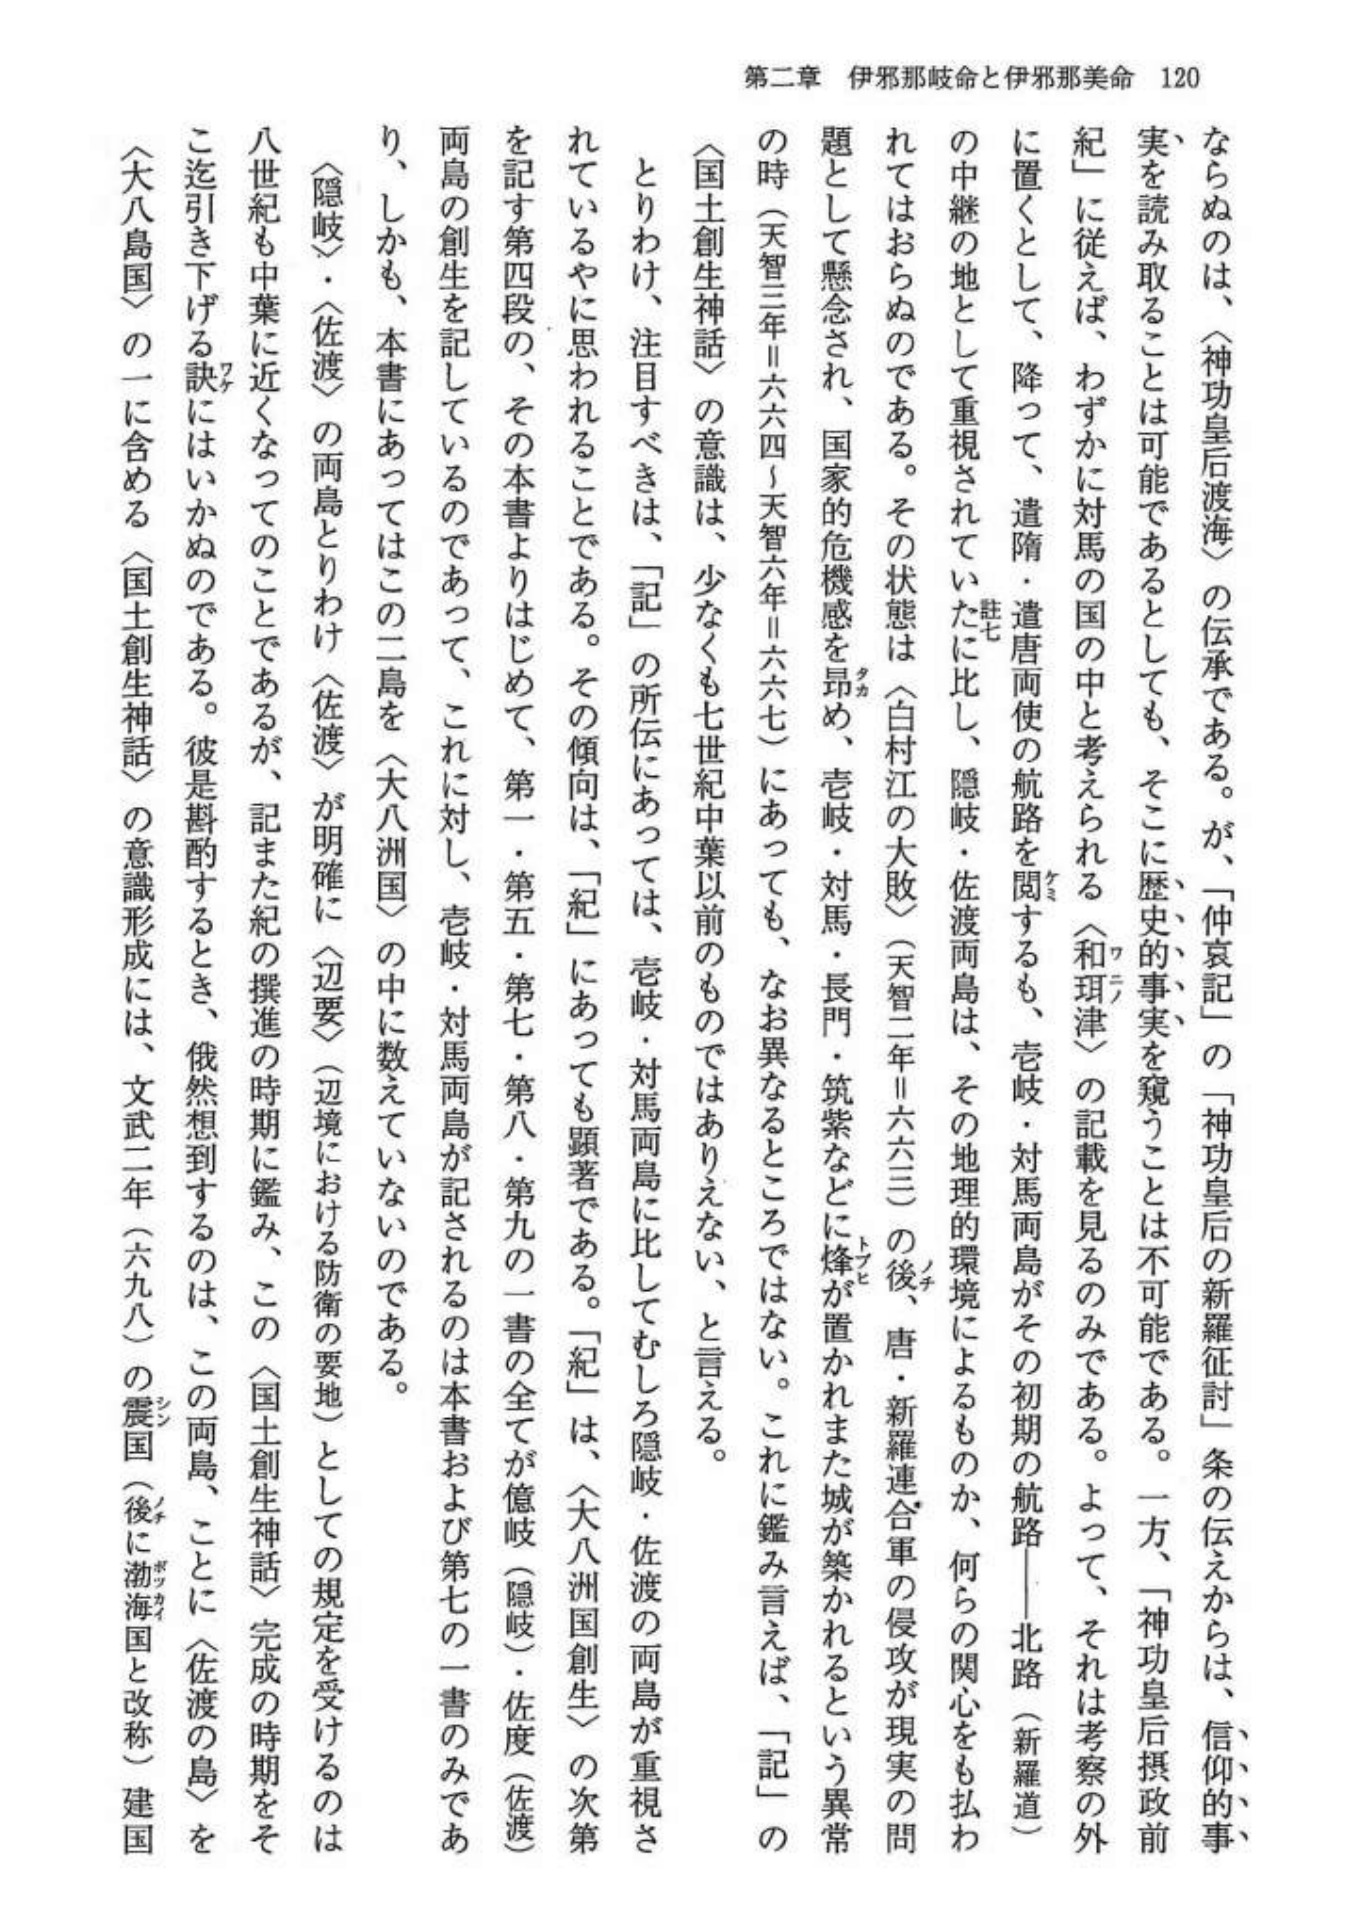 第二章　伊邪那岐命と伊邪那美命　120
ならぬのは、〈神功皇后渡海〉の伝承である。が、「仲哀記」の「神功皇后の新羅征討」条の伝えからは、信仰的事
実を読み取ることは可能であるとしても、そこに歴史的事実を窺うことは不可能である。一方、「神功皇后摂政前
紀」に従えば、わずかに対馬の国の中と考えられる〈和珥津〉の記載を見るのみである。よって、それは考察の外
に置くとして、降って、遣隋・遣唐両使の航路を閲するも、壱岐・対馬両島がその初期の航路――北路（新羅道）
の中継の地として重視されていた註七に比し、隠岐・佐渡両島は、その地理的環境によるものか、何らの関心をも払わ
れてはおらぬのである。その状態は〈白村江の大敗〉（天智二年＝六六三）の後、唐・新羅連合軍の侵攻が現実の問
題として懸念され、国家的危機感を昂め、壱岐・対馬・長門・筑紫などに烽が置かれまた城が築かれるという異常
の時（天智三年＝六六四～天智六年＝六六七）にあっても、なお異なるところではない。これに鑑み言えば、「記」の
〈国土創生神話〉の意識は、少なくも七世紀中葉以前のものではありえない、と言える。
とりわけ、注目すべきは、「記」の所伝にあっては、壱岐・対馬両島に比してむしろ隠岐・佐渡の両島が重視さ
れているやに思われることである。その傾向は、「紀」にあっても顕著である。「紀」は、〈大八洲国創生〉の次第
を記す第四段の、その本書よりはじめて、第一・第五・第七・第八・第九の一書の全てが億岐（隠岐）・佐度（佐渡）
両島の創生を記しているのであって、これに対し、壱岐・対馬両島が記されるのは本書および第七の一書のみであ
り、しかも、本書にあってはこの二島を〈大八洲国〉の中に数えていないのである。
〈隠岐〉・〈佐渡〉の両島とりわけ〈佐渡〉が明確に〈辺要〉（辺境における防衛の要地）としての規定を受けるのは
八世紀も中葉に近くなってのことであるが、記また紀の撰進の時期に鑑み、この〈国土創生神話〉完成の時期をそ
こ迄引き下げる訣にはいかぬのである。彼是斟酌するとき、俄然想到するのは、この両島、ことに〈佐渡の島〉を
〈大八島国〉の一に含める〈国土創生神話〉の意識形成には、文武二年（六九八）の震国（後に渤海国と改称）建国